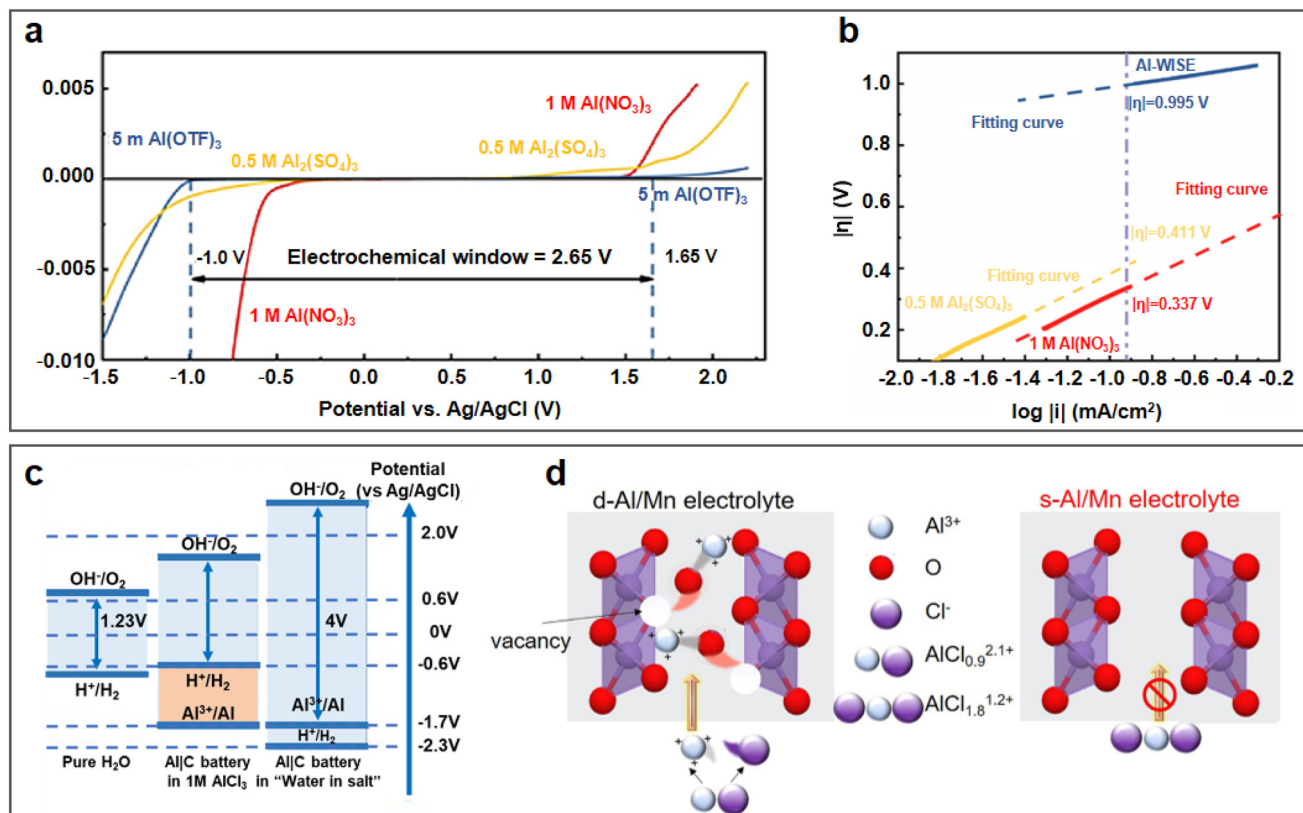 a
0.005
0.000
-0.005
-0.010
1 M Al(NO₃)₃
5 m Al(OTF)₃
0.5 M Al₂(SO₄)₃
0.5 M Al₂(SO₄)₃
5 m Al(OTF)₃
-1.0 V
Electrochemical window = 2.65 V
1.65 V
1 M Al(NO₃)₃
-1.5
-1.0
-0.5
0.0
0.5
1.0
1.5
2.0
Potential vs. Ag/AgCl (V)
b
|η| (V)
1.0
0.8
0.6
0.4
0.2
Al-WISE
|η|=0.995 V
Fitting curve
Fitting curve
|η|=0.411 V
Fitting curve
0.5 M Al₂(SO₄)₃
|η|=0.337 V
1 M Al(NO₃)₃
-2.0 -1.8 -1.6 -1.4 -1.2 -1.0 -0.8 -0.6 -0.4 -0.2
log |i| (mA/cm²)
c
Potential
(vs Ag/AgCl)
OH⁻/O₂
OH⁻/O₂
OH⁻/O₂
2.0V
0.6V
0V
-0.6V
-1.7V
-2.3V
1.23V
4V
H⁺/H₂
H⁺/H₂
Al³⁺/Al
Al³⁺/Al
H⁺/H₂
Pure H₂O
Al|C battery
in 1M AlCl₃
Al|C battery
in “Water in salt”
d
d-Al/Mn electrolyte
+ + +
vacancy
+ + +
+ + +
Al³⁺
O
Cl⁻
AlCl₀.₉²·¹⁺
AlCl₁.₈¹·²⁺
s-Al/Mn electrolyte